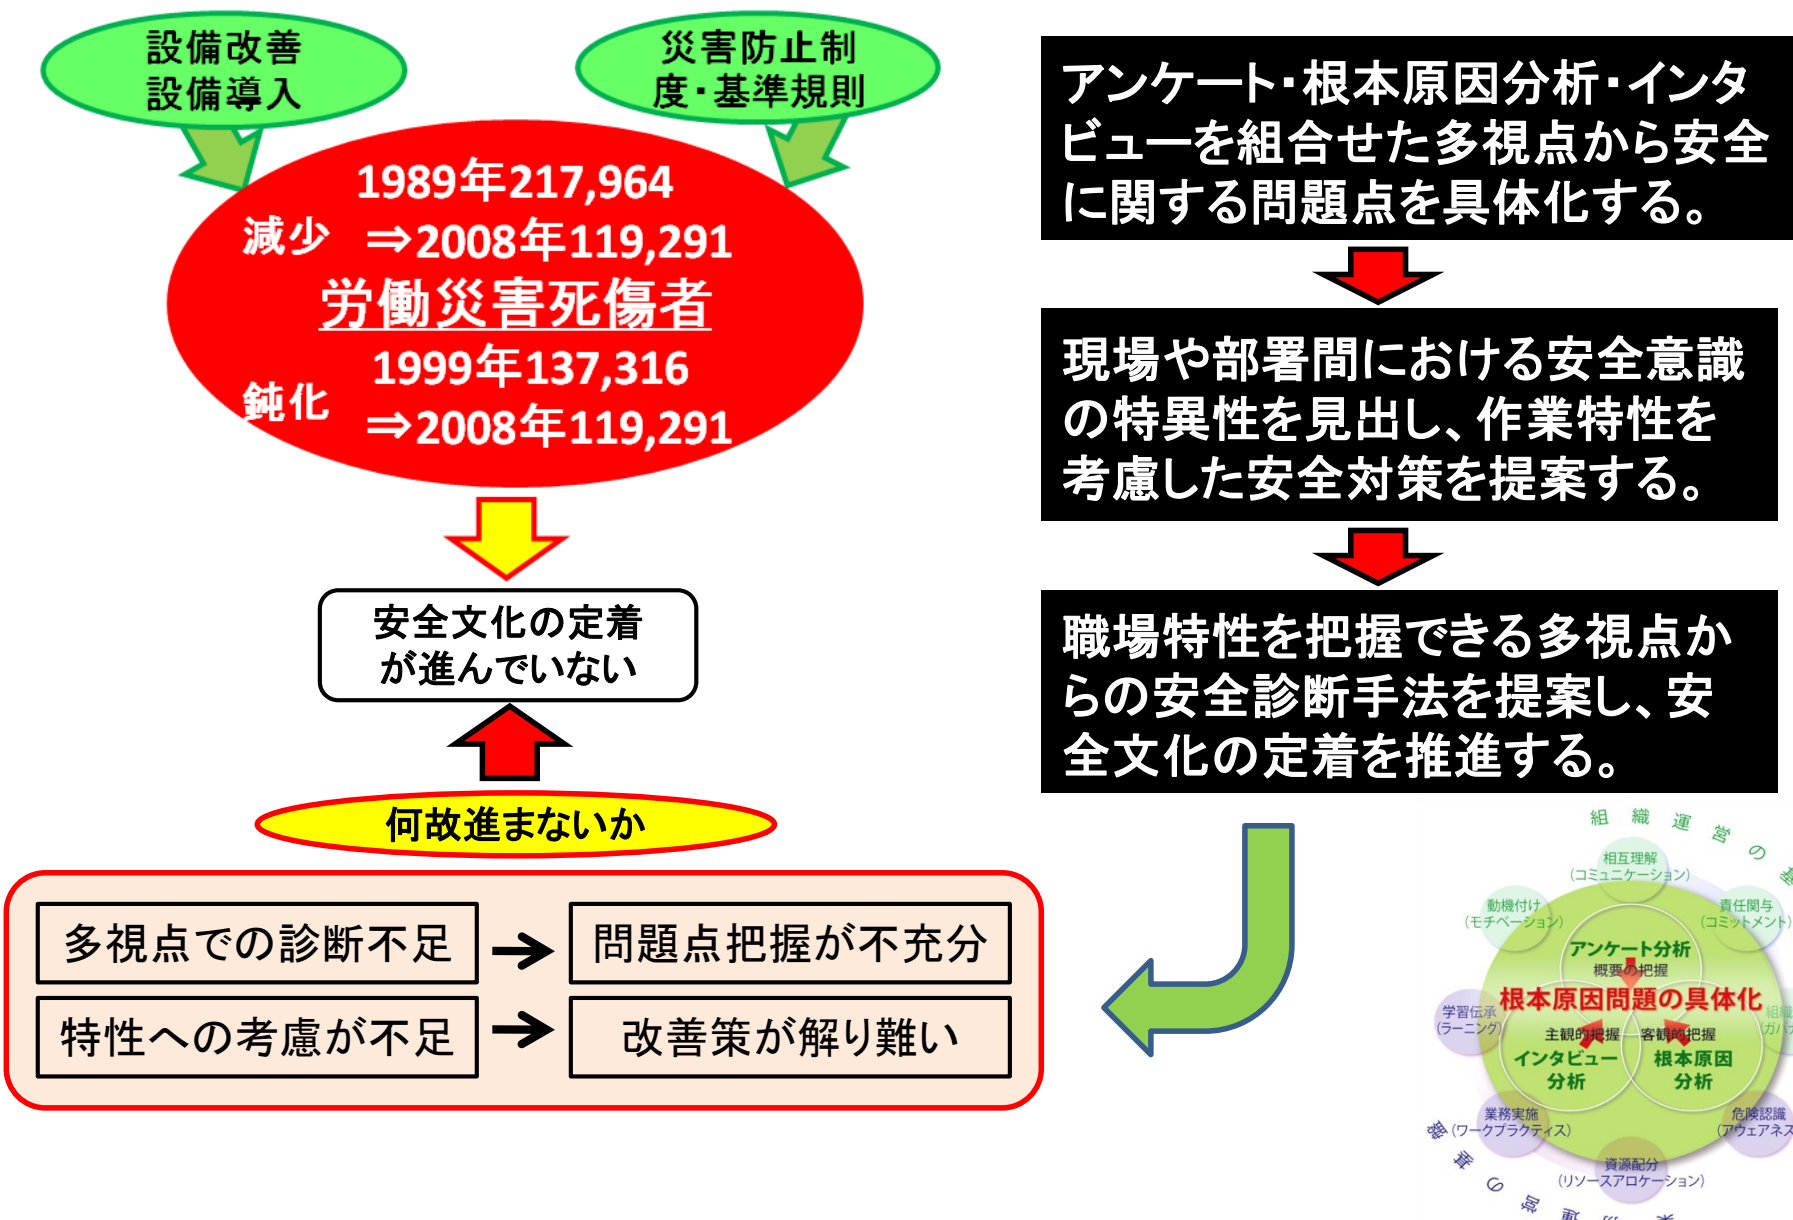 設備改善
設備導入
災害防止制
度・基準規則
1989年217,964
減少 ⇒2008年119,291
労働災害死傷者
1999年137,316
鈍化 ⇒2008年119,291
安全文化の定着
が進んでいない
何故進まないか
多視点での診断不足
問題点把握が不充分
特性への考慮が不足
改善策が解り難い
アンケート・根本原因分析・インタ
ビューを組合せた多視点から安全
に関する問題点を具体化する。
現場や部署間における安全意識
の特異性を見出し、作業特性を
考慮した安全対策を提案する。
職場特性を把握できる多視点か
らの安全診断手法を提案し、安
全文化の定着を推進する。
組織運営の基
相互理解
(コミュニケーション)
動機付け
(モチベーション)
責任関与
(コミットメント)
アンケート分析
概要の把握
根本原因問題の具体化
学習伝承
(ラーニング)
組織
(ガバナ
主観的把握
客観的把握
インタビュー
分析
根本原因
分析
業務実施
(ワークプラクティス)
危険認識
(アウェアネス
資源配分
(リソースアロケーション)
盤
基
の
営
運